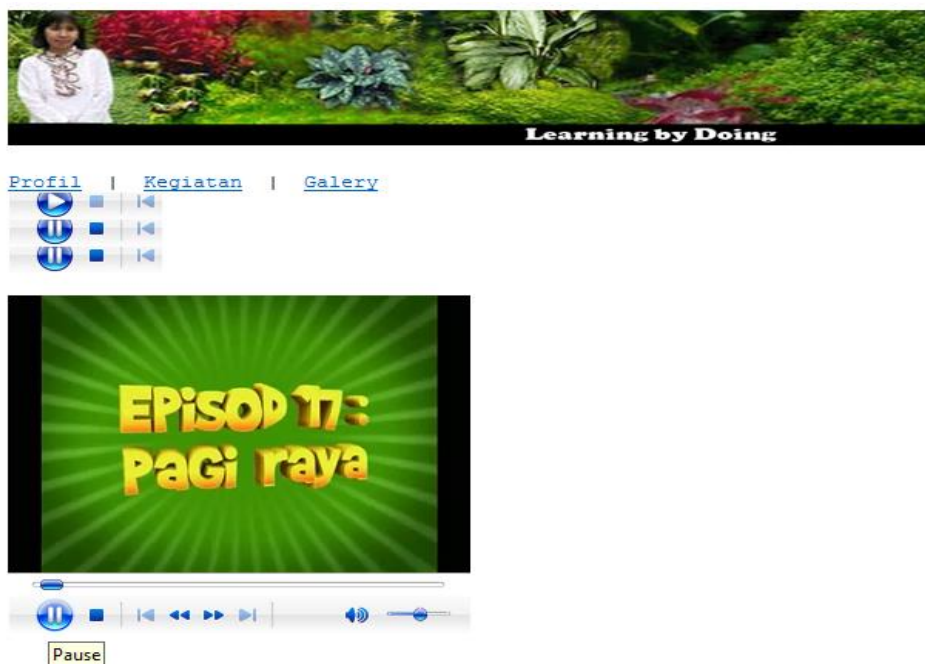 Learning by Doing
Profil | Kegiatan | Galery
EPiSOD 17:
PaGi raya
Pause